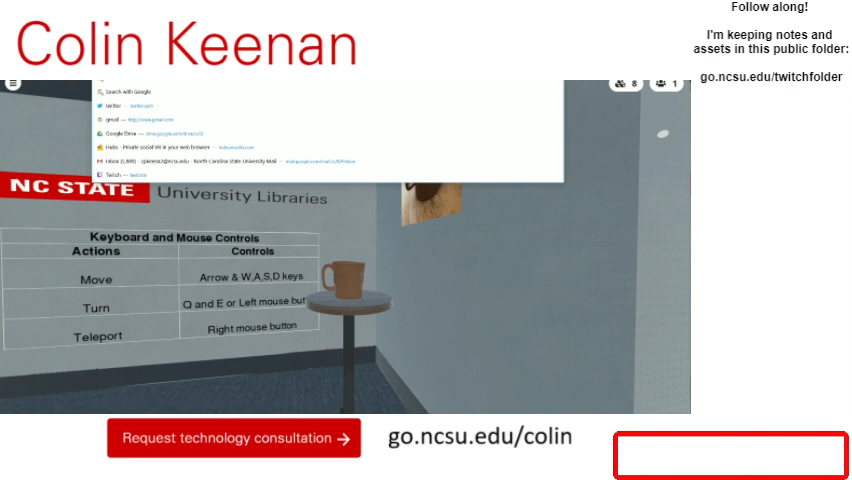 Colin Keenan
Follow along!
I'm keeping notes and
assets in this public folder:
go.ncsu.edu/twitchfolder
8
1
Search with Google
twitter — twitter.com
gmail —
Google Drive —
Hubs - Private social VR in your web browser —
North Carolina State University Mail —
Twitch —
NC STATE University Libraries
Keyboard and Mouse Controls
Actions Controls
Move Arrow & W,A,S,D keys
Turn Q and E or Left mouse but
Teleport Right mouse button
Request technology consultation →
go.ncsu.edu/colin